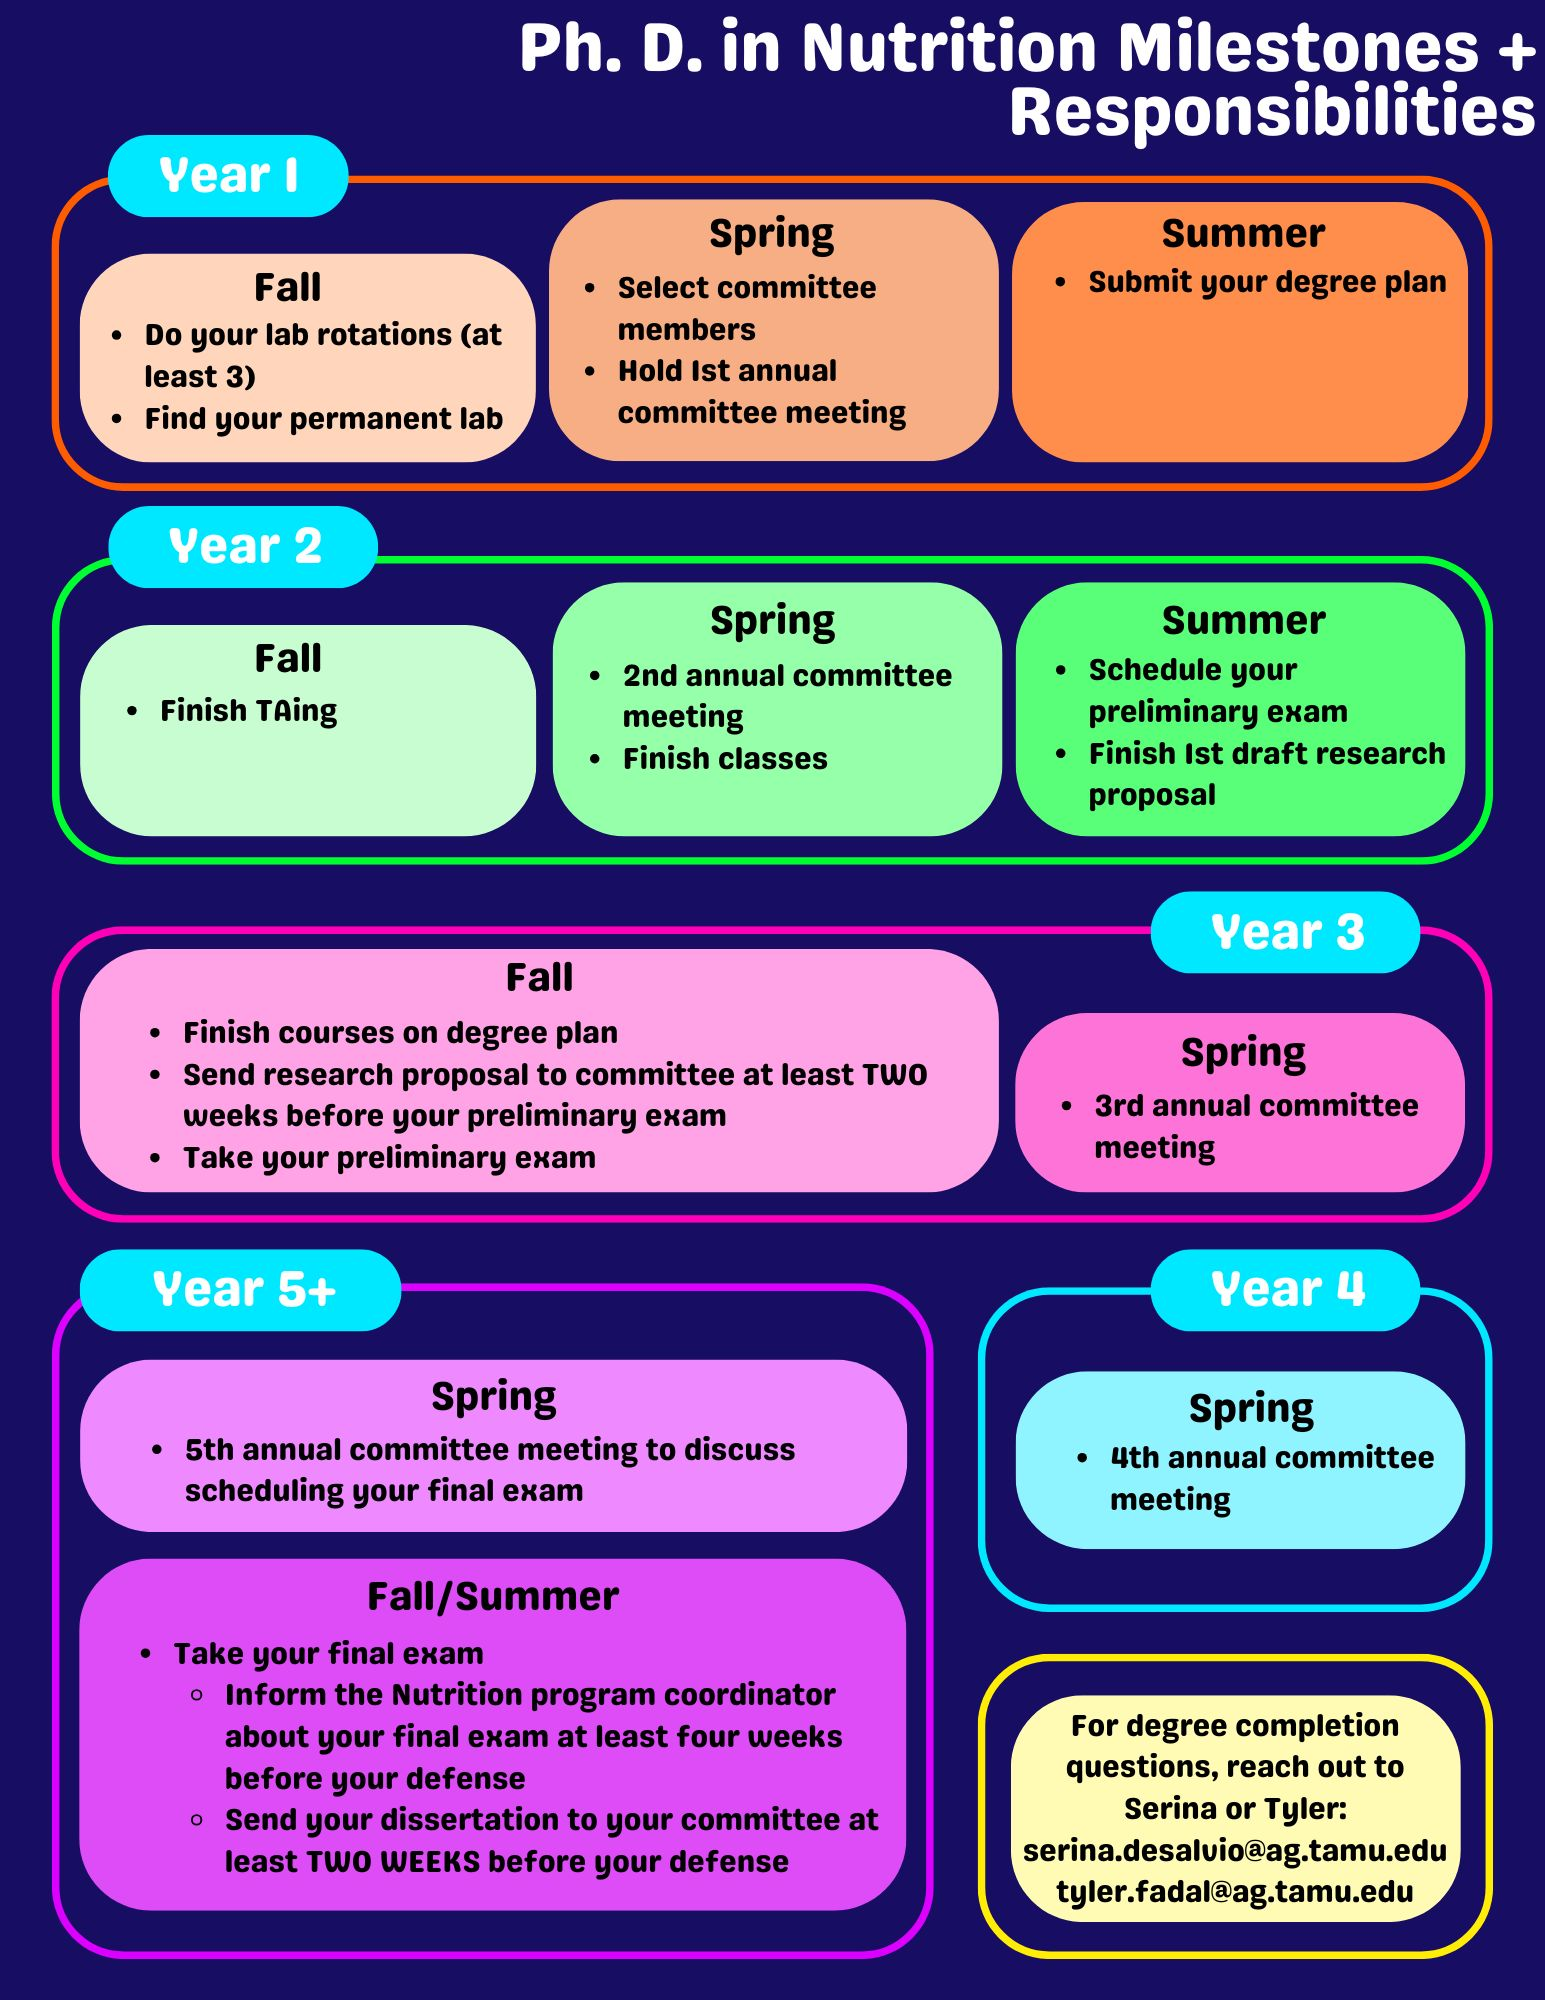 Ph. D. in Nutrition Milestones +
Responsibilities
Year 1
Fall
• Do your lab rotations (at
least 3)
• Find your permanent lab
Spring
• Select committee
members
• Hold 1st annual
committee meeting
Summer
• Submit your degree plan
Year 2
Fall
• Finish TAing
Spring
• 2nd annual committee
meeting
• Finish classes
Summer
• Schedule your
preliminary exam
• Finish 1st draft research
proposal
Year 3
Fall
• Finish courses on degree plan
• Send research proposal to committee at least TWO
weeks before your preliminary exam
• Take your preliminary exam
Spring
• 3rd annual committee
meeting
Year 4
Spring
• 4th annual committee
meeting
Year 5+
Spring
• 5th annual committee meeting to discuss
scheduling your final exam
Fall/Summer
• Take your final exam
○ Inform the Nutrition program coordinator
about your final exam at least four weeks
before your defense
○ Send your dissertation to your committee at
least TWO WEEKS before your defense
For degree completion
questions, reach out to
Serina or Tyler:
serina.desalvio@ag.tamu.edu
tyler.fadal@ag.tamu.edu